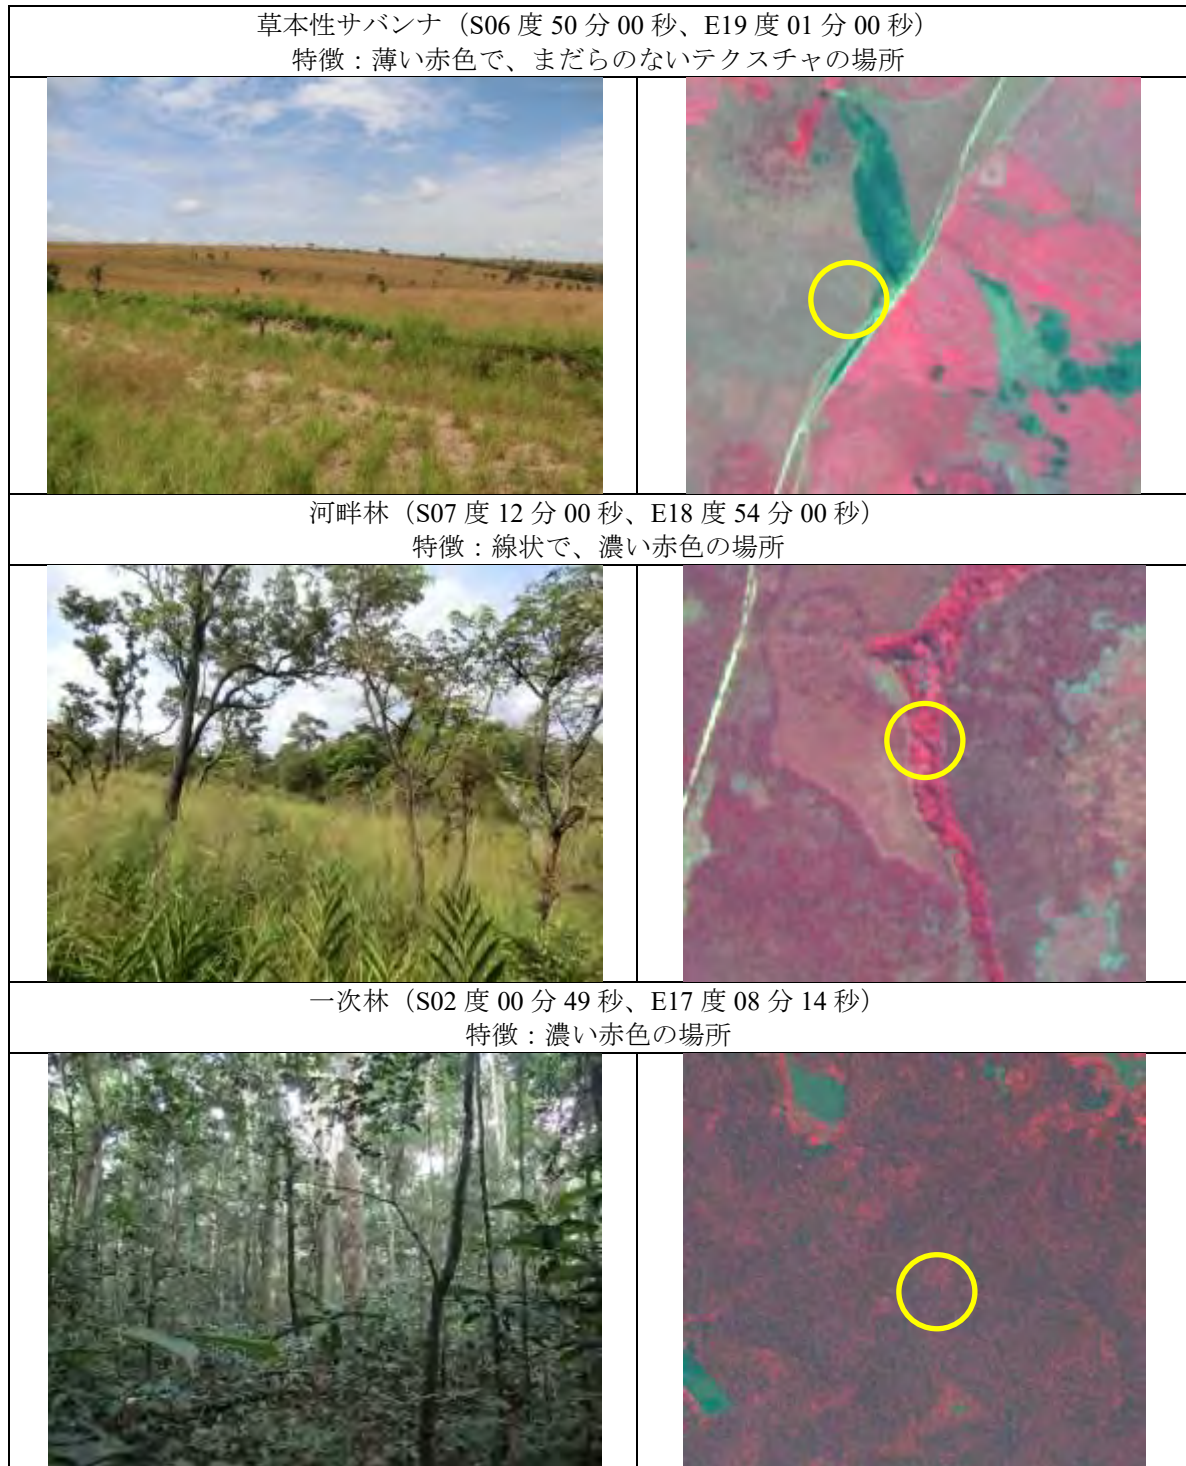 草本性サバンナ（S06 度 50 分 00 秒、E19 度 01 分 00 秒）
特徴：薄い赤色で、まだらのないテクスチャの場所
河畔林（S07 度 12 分 00 秒、E18 度 54 分 00 秒）
特徴：線状で、濃い赤色の場所
一次林（S02 度 00 分 49 秒、E17 度 08 分 14 秒）
特徴：濃い赤色の場所